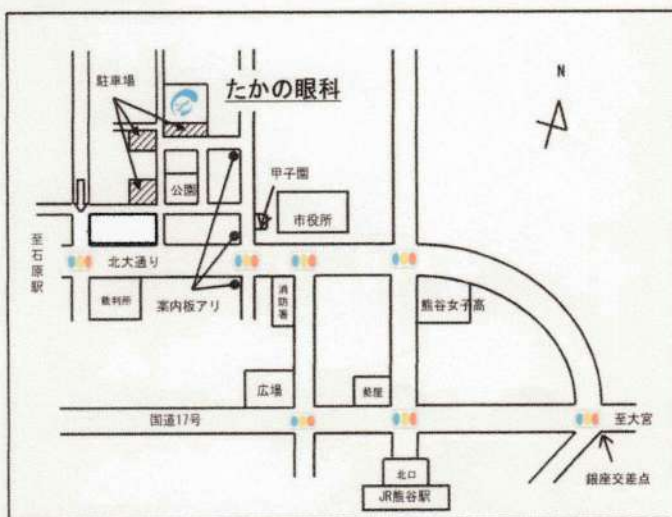 駐車場
たかの眼科
N
甲子園
公園
市役所
至石原駅
北大通り
裁判所
案内板アリ
消防署
熊谷女子高
広場
国道17号
至大宮
北口
JR熊谷駅
銀座交差点